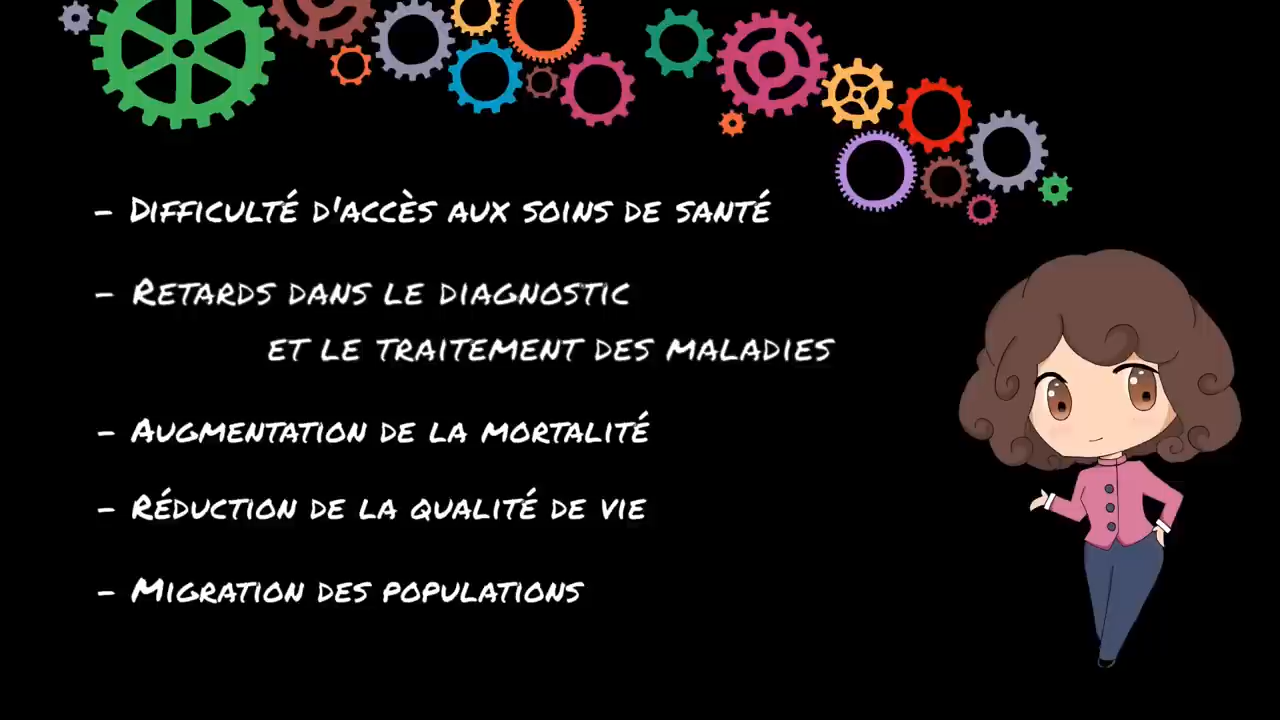 - Difficulté d'accès aux soins de santé
- Retards dans le diagnostic
et le traitement des maladies
- Augmentation de la mortalité
- Réduction de la qualité de vie
- Migration des populations